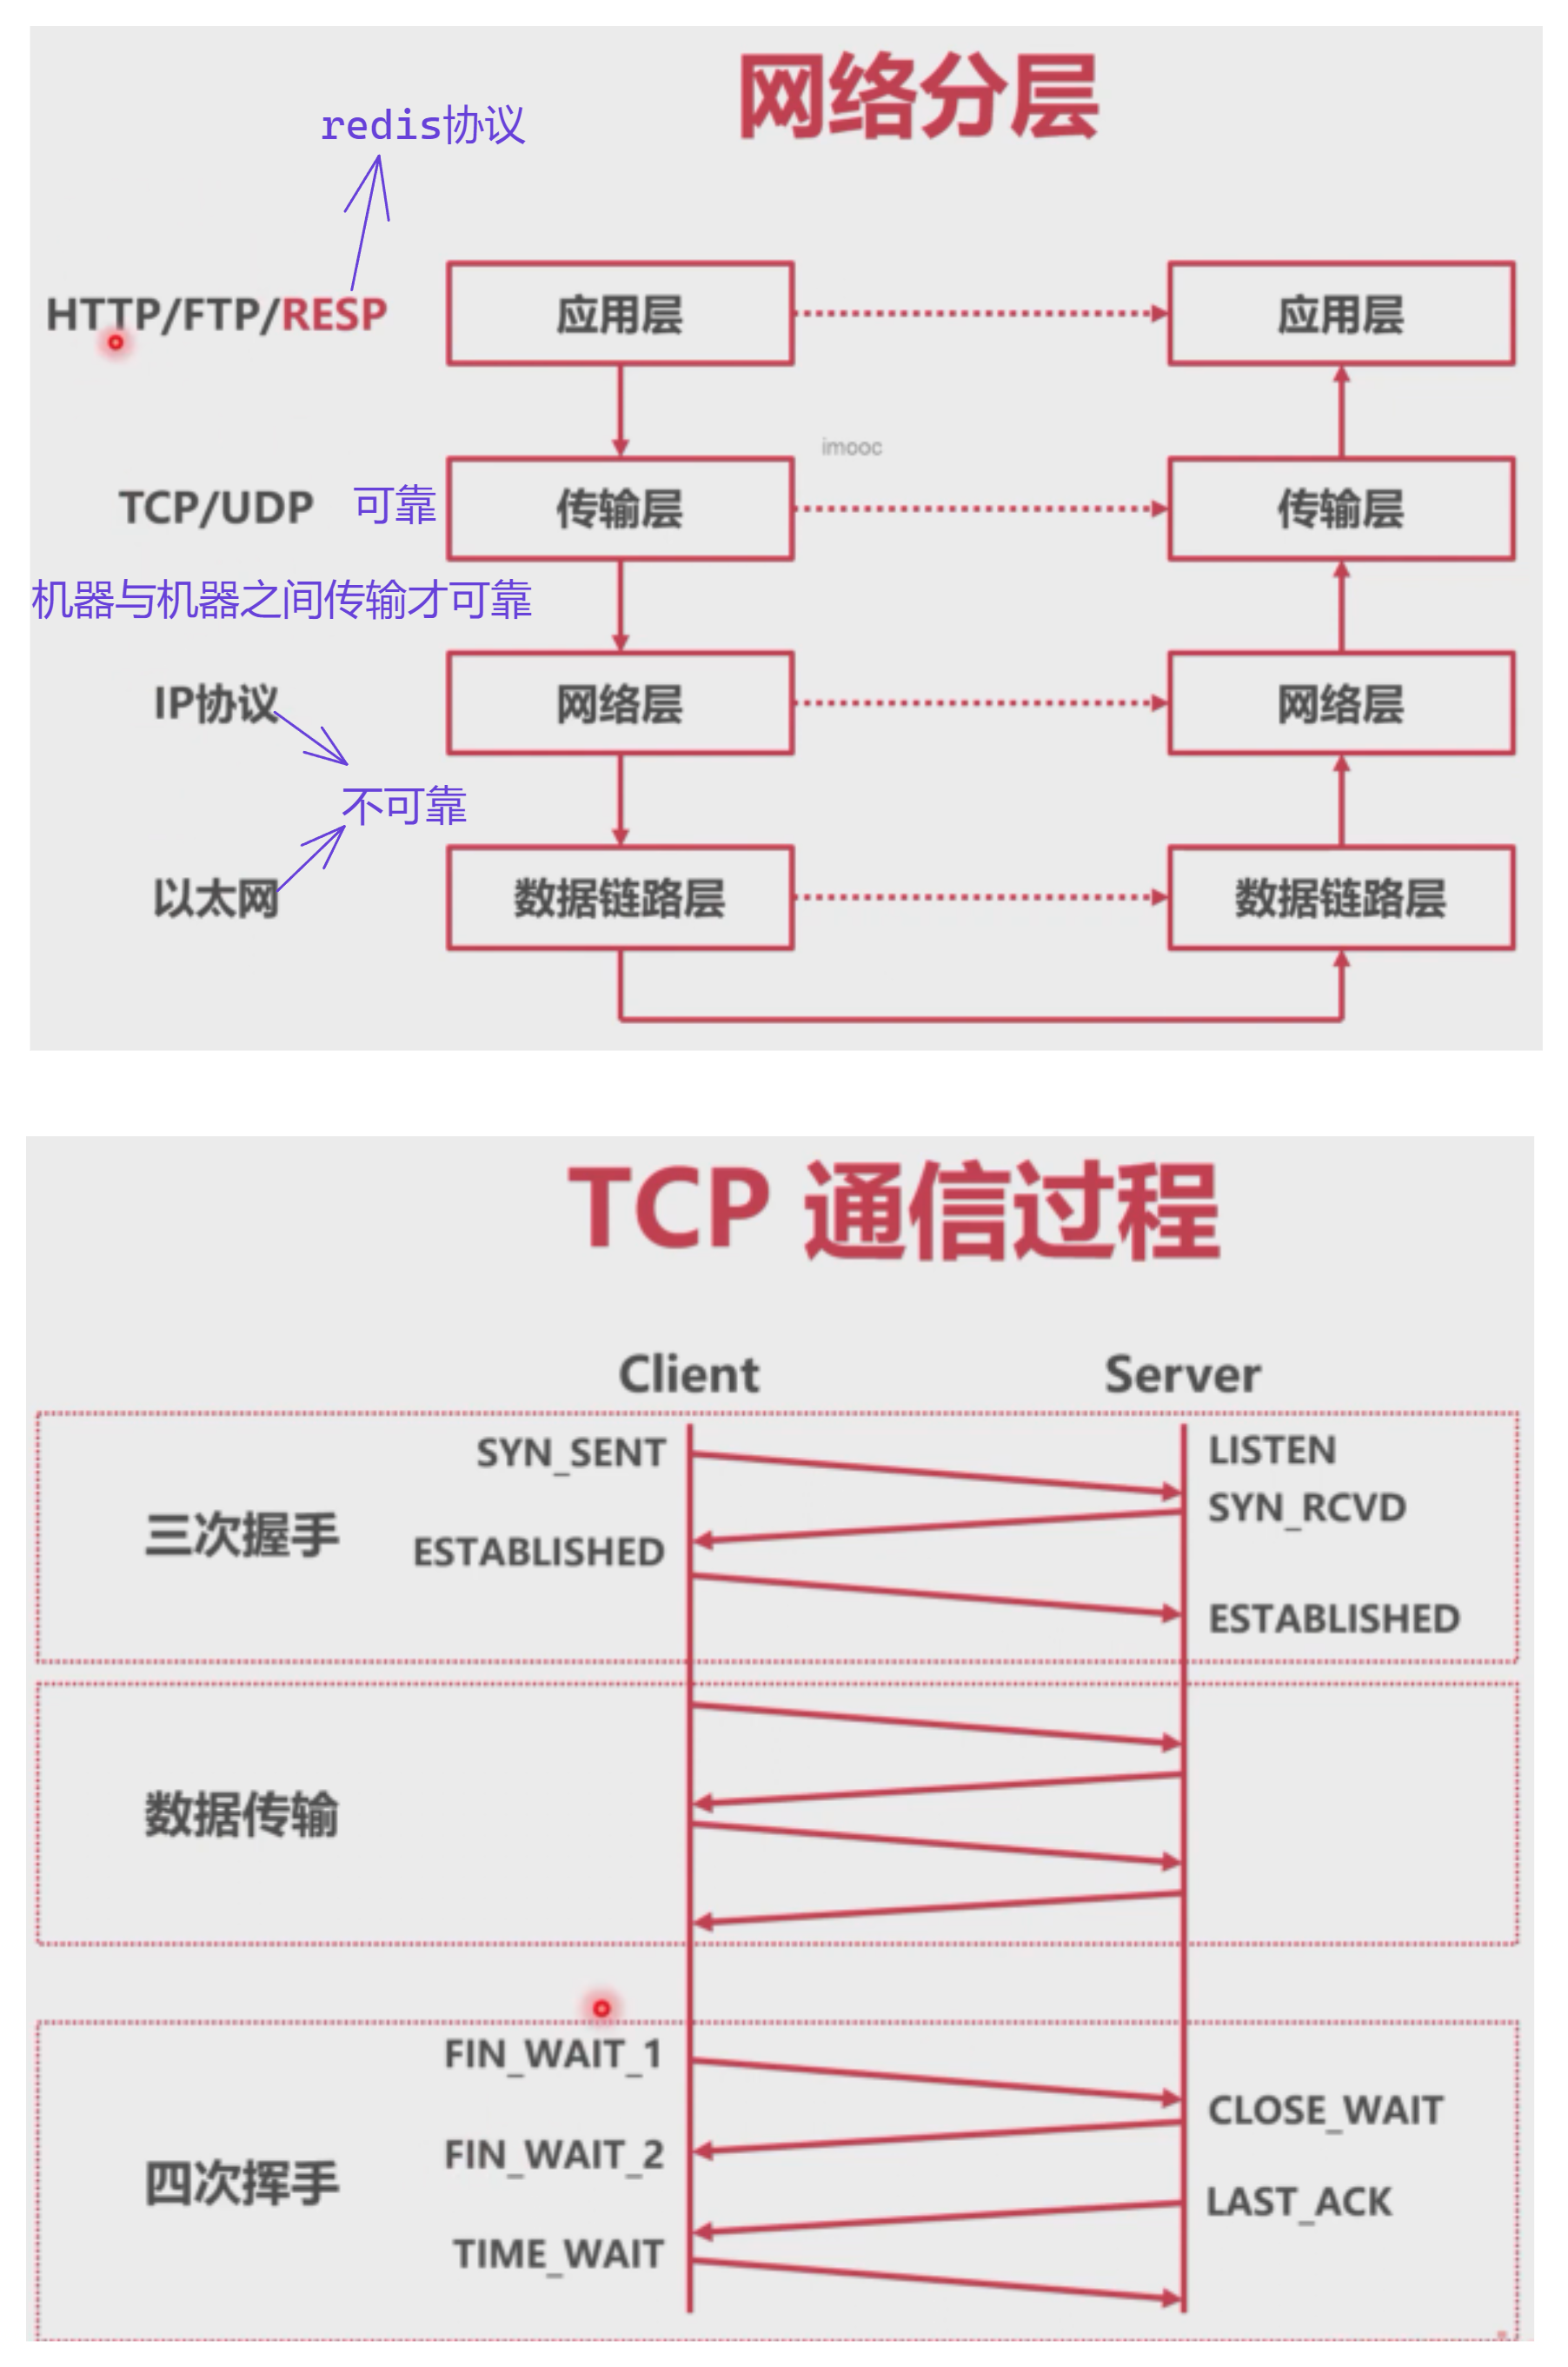 网络分层
redis协议
HTTP/FTP/RESP
应用层
应用层
imooc
TCP/UDP
可靠
传输层
传输层
机器与机器之间传输才可靠
IP协议
网络层
网络层
不可靠
以太网
数据链路层
数据链路层
TCP 通信过程
Client
Server
三次握手
SYN_SENT
LISTEN
SYN_RCVD
ESTABLISHED
ESTABLISHED
数据传输
四次挥手
FIN_WAIT_1
CLOSE_WAIT
FIN_WAIT_2
LAST_ACK
TIME_WAIT